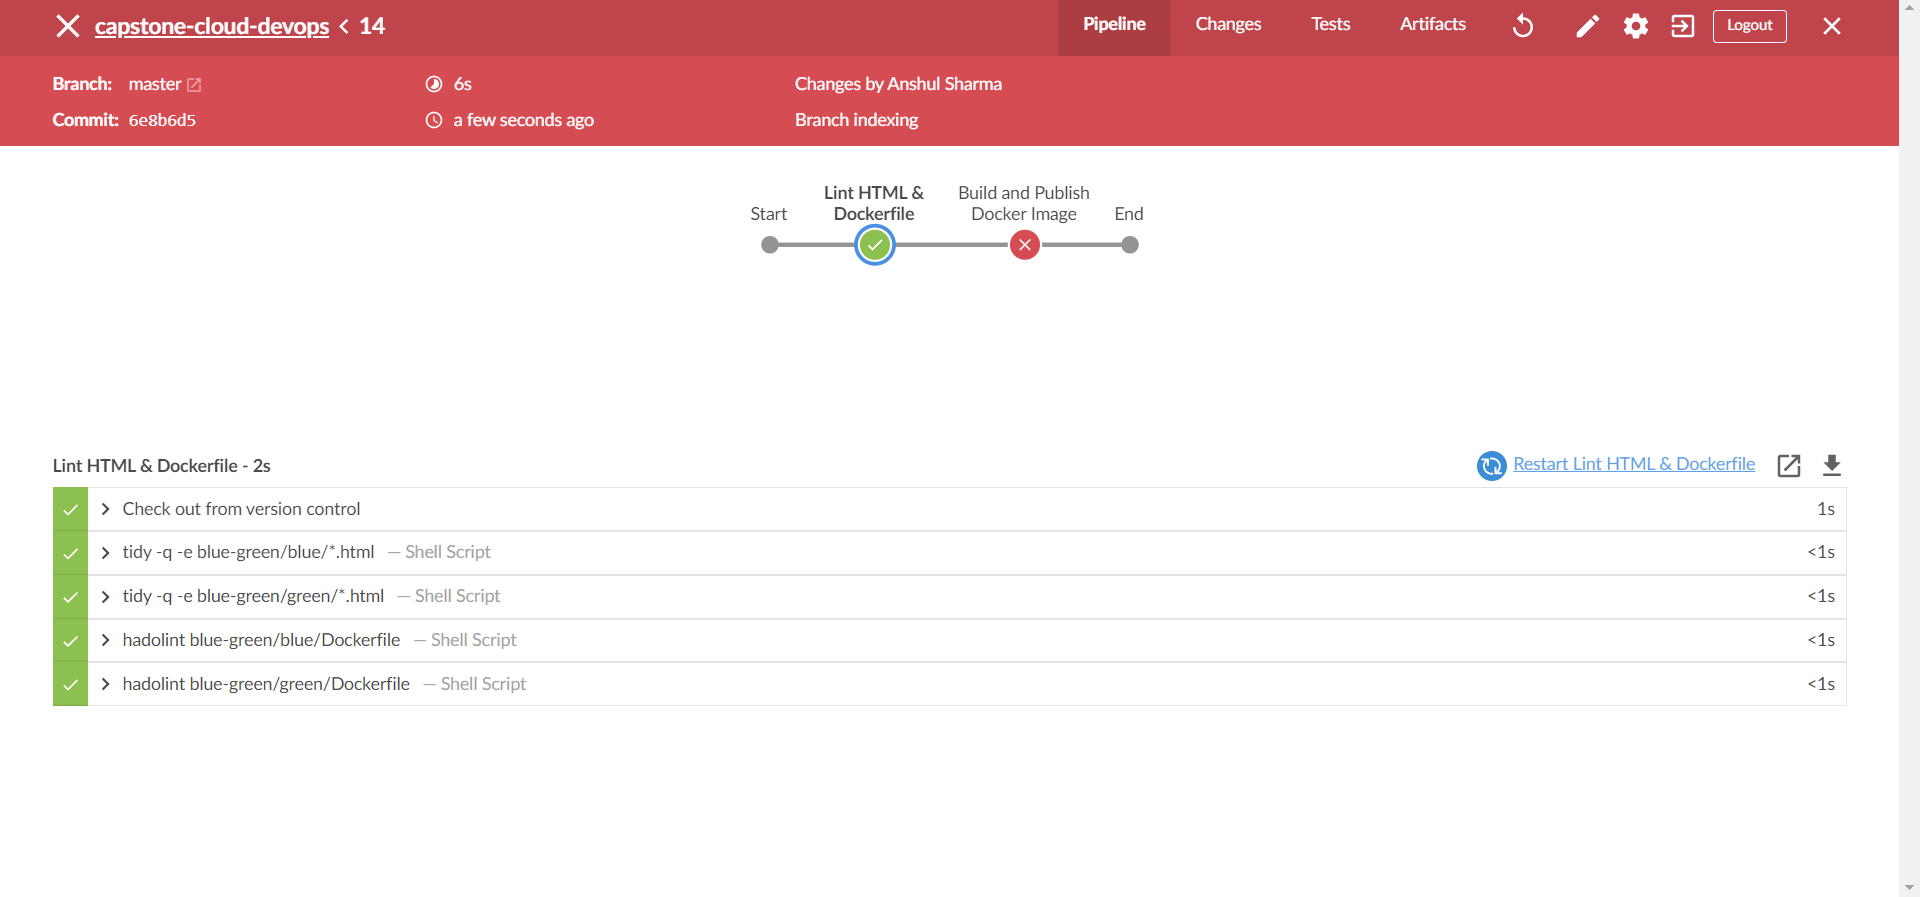 capstone-cloud-devops < 14
Pipeline Changes Tests Artifacts Logout
Branch: master 6s Changes by Anshul Sharma
Commit: 6e8b6d5 a few seconds ago Branch indexing
Start
Lint HTML &
Dockerfile
Build and Publish
Docker Image
End
Lint HTML & Dockerfile - 2s Restart Lint HTML & Dockerfile
Check out from version control 1s
tidy -q -e blue-green/blue/*.html — Shell Script <1s
tidy -q -e blue-green/green/*.html — Shell Script <1s
hadolint blue-green/blue/Dockerfile — Shell Script <1s
hadolint blue-green/green/Dockerfile — Shell Script <1s